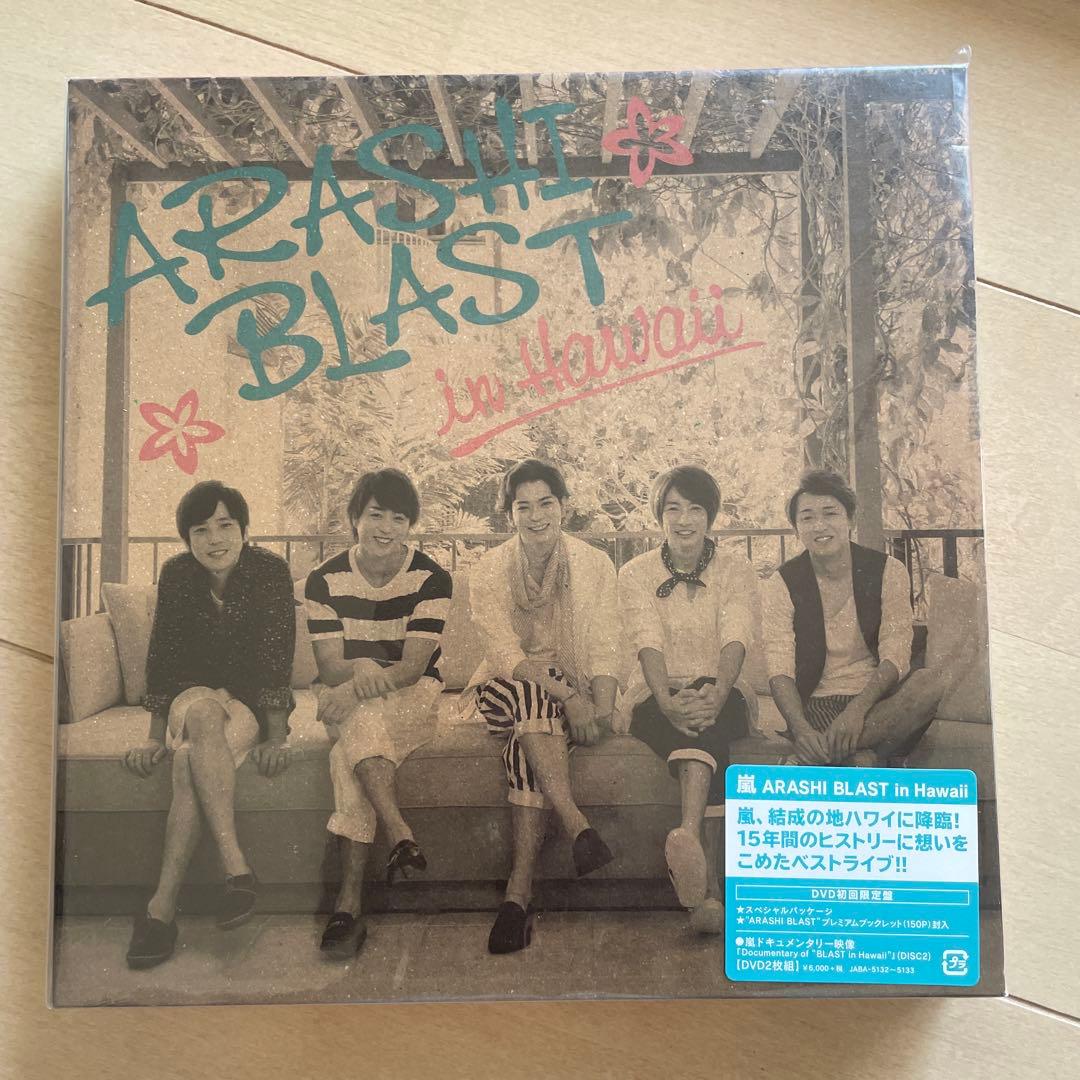 ARASHI
BLAST
in Hawaii
嵐 ARASHI BLAST in Hawaii
嵐、結成の地ハワイに降臨!
15年間のヒストリーに想いを
こめたベストライブ!!
DVD初回限定盤
★スペシャルパッケージ
★"ARASHI BLAST"プレミアムブックレット(150P)封入
●嵐ドキュメンタリー映像
『Documentary of "BLAST in Hawaii"』(DISC2)
【DVD2枚組】 ¥6,000+税 JABA-5132~5133
プラ